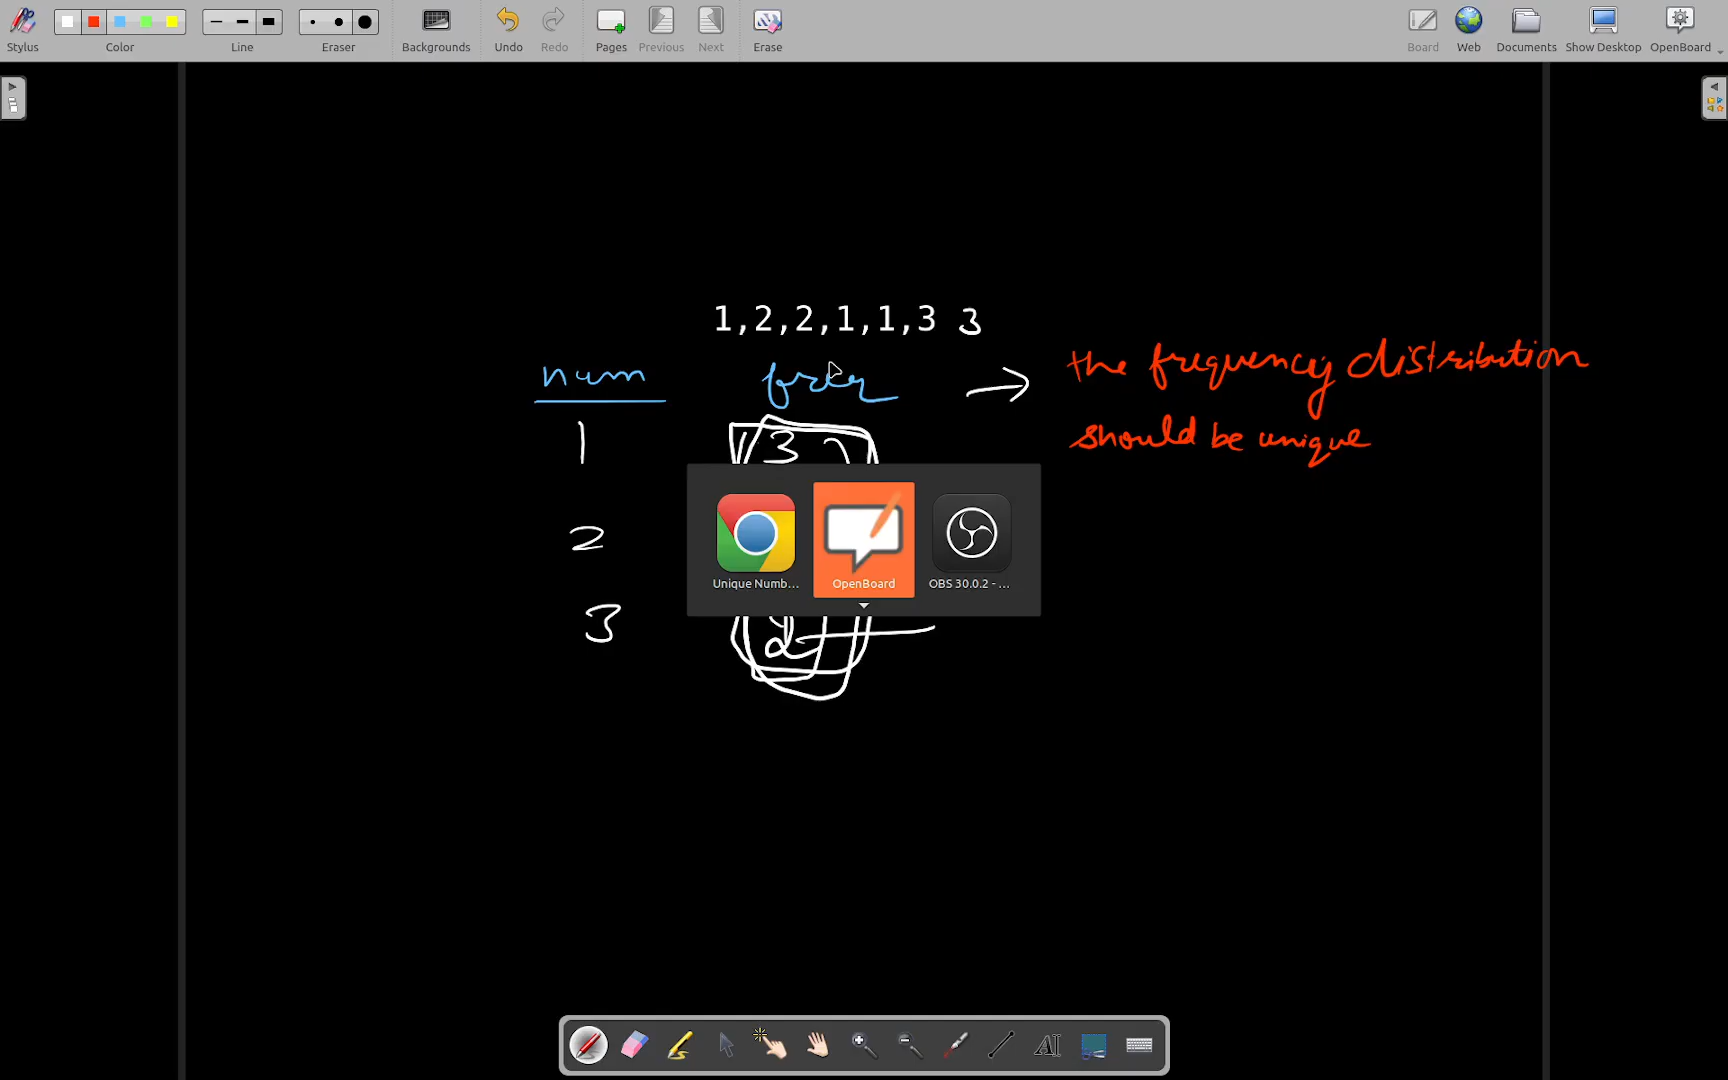 Stylus Color Line Eraser Backgrounds Undo Redo Pages Previous Next Erase Board Web Documents Show Desktop OpenBoard
1,2,2,1,1,3 3
num freq → the frequency distribution
should be unique
1 3
2
Unique Numb... OpenBoard OBS 30.0.2 - ...
3 2
AI